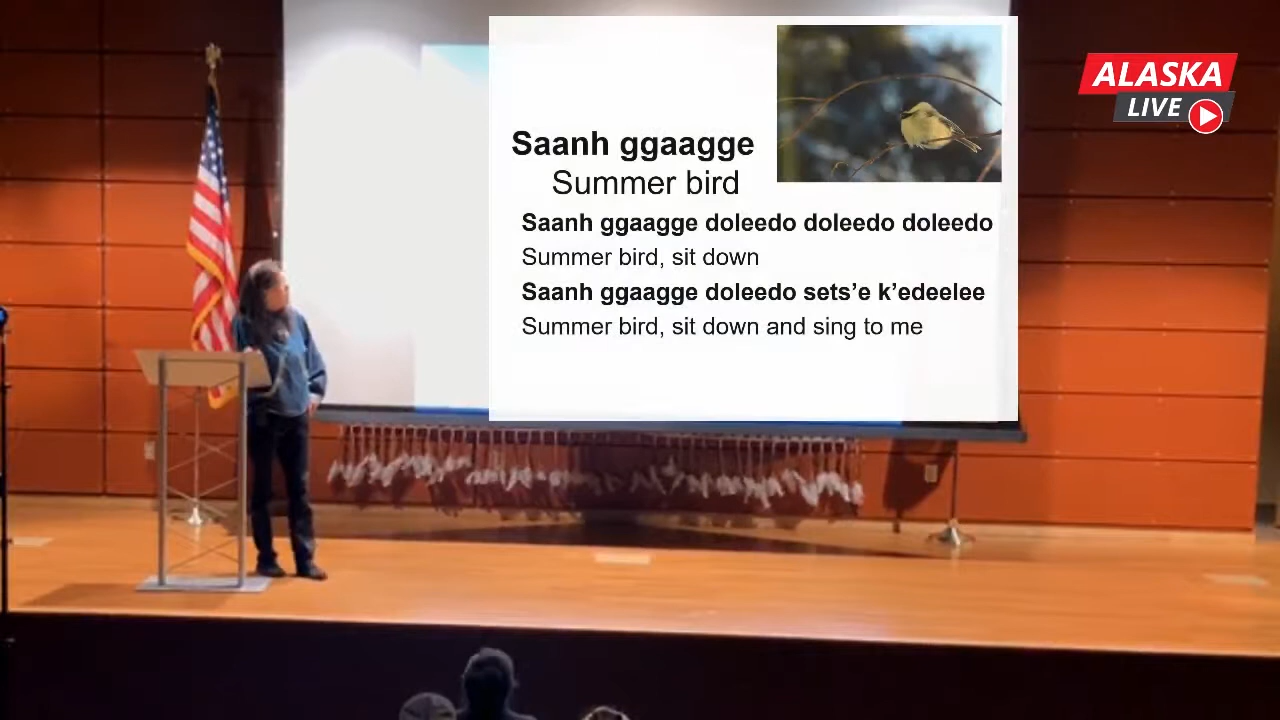 ALASKA
LIVE
Saanh ggaagge
Summer bird
Saanh ggaagge doleedo doleedo doleedo
Summer bird, sit down
Saanh ggaagge doleedo sets’e k’edeelee
Summer bird, sit down and sing to me